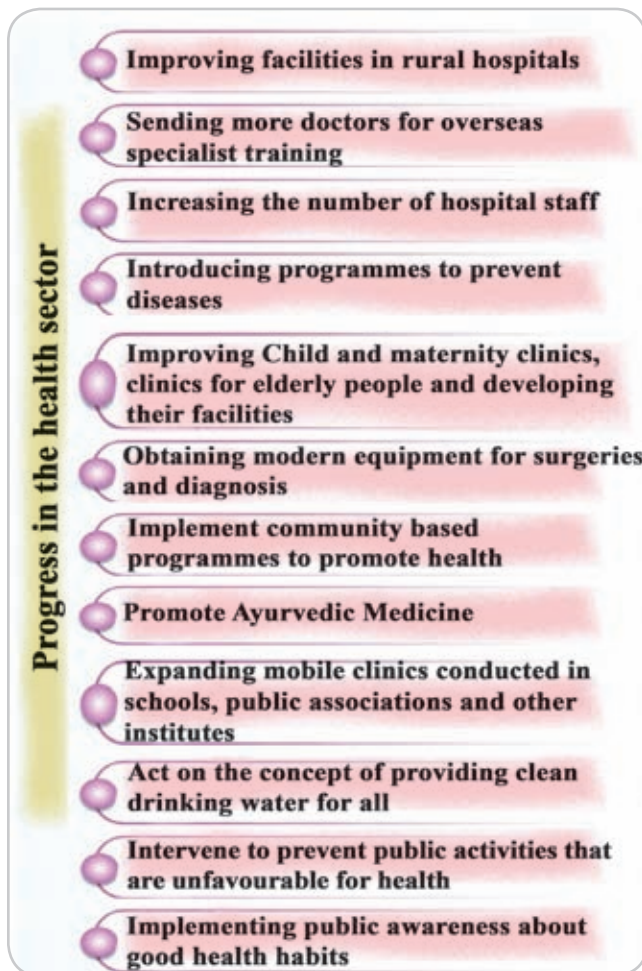 Progress in the health sector
Improving facilities in rural hospitals
Sending more doctors for overseas
specialist training
Increasing the number of hospital staff
Introducing programmes to prevent
diseases
Improving Child and maternity clinics,
clinics for elderly people and developing
their facilities
Obtaining modern equipment for surgeries
and diagnosis
Implement community based
programmes to promote health
Promote Ayurvedic Medicine
Expanding mobile clinics conducted in
schools, public associations and other
institutes
Act on the concept of providing clean
drinking water for all
Intervene to prevent public activities that
are unfavourable for health
Implementing public awareness about
good health habits